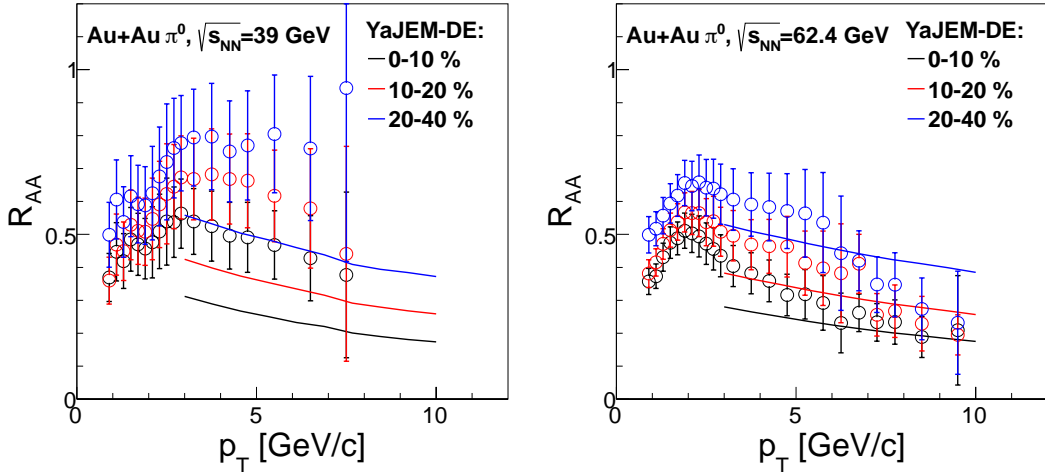 Au+Au π⁰, √s_NN=39 GeV
YaJEM-DE:
0-10 %
10-20 %
20-40 %
R_AA
1
0.5
0
0
5
10
p_T [GeV/c]
Au+Au π⁰, √s_NN=62.4 GeV
YaJEM-DE:
0-10 %
10-20 %
20-40 %
R_AA
1
0.5
0
0
5
10
p_T [GeV/c]